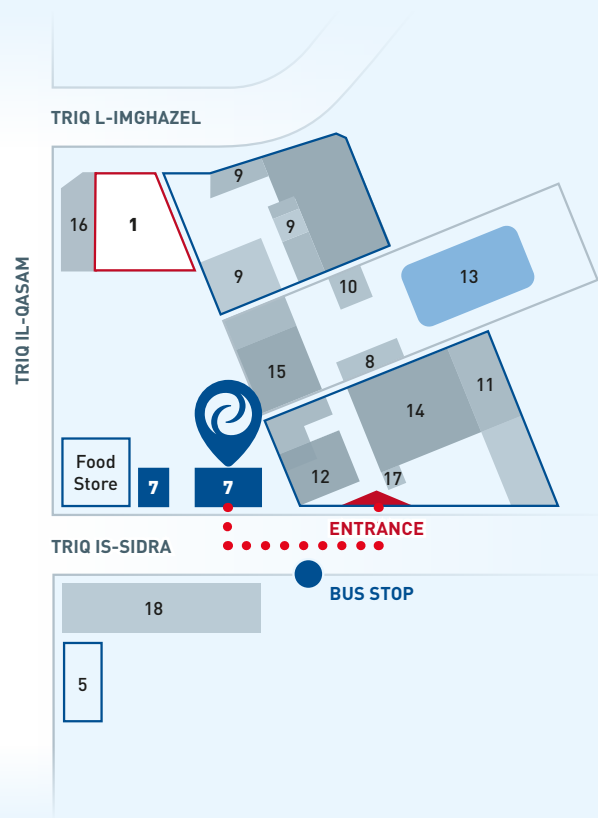 TRIQ L-IMGHAZEL
9
16
1
9
TRIQ IL-QASAM
9
10
13
8
15
11
14
Food
Store
7
7
12
17
ENTRANCE
TRIQ IS-SIDRA
BUS STOP
18
5